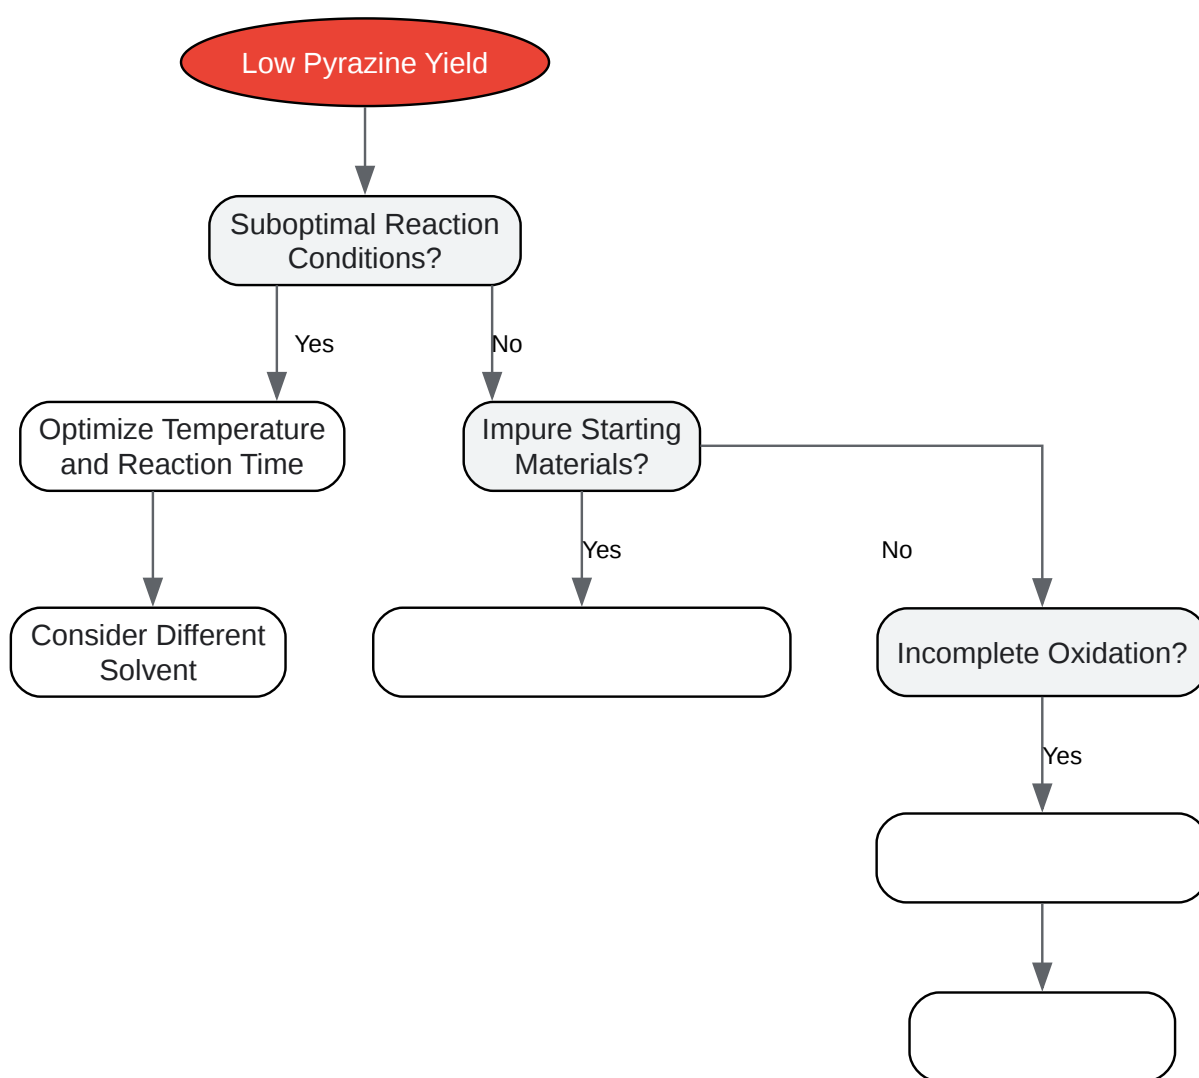 Low Pyrazine Yield
Suboptimal Reaction
Conditions?
Yes
No
Optimize Temperature
and Reaction Time
Impure Starting
Materials?
Yes
No
Consider Different
Solvent
Incomplete Oxidation?
Yes